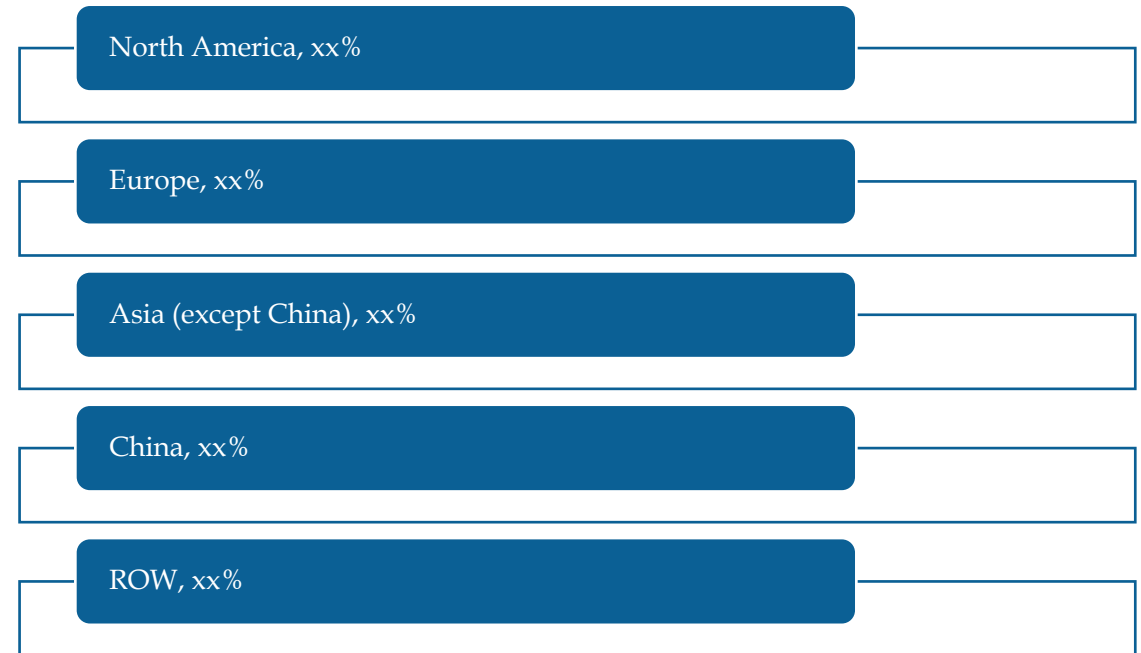 North America, xx%
Europe, xx%
Asia (except China), xx%
China, xx%
ROW, xx%